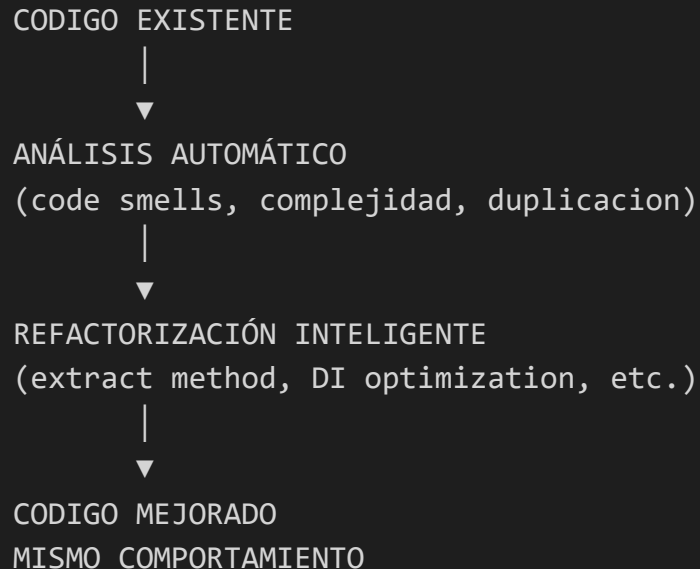 CODIGO EXISTENTE
ANÁLISIS AUTOMÁTICO
(code smells, complejidad, duplicacion)
REFACTORIZACIÓN INTELIGENTE
(extract method, DI optimization, etc.)
CODIGO MEJORADO
MISMO COMPORTAMIENTO